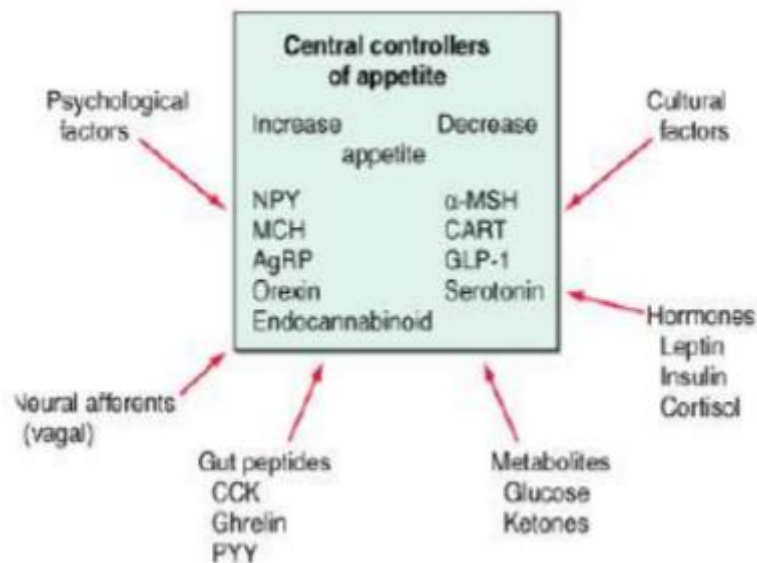 Central controllers
of appetite
Psychological
factors
Cultural
factors
Increase Decrease
appetite
NPY α-MSH
MCH CART
AgRP GLP-1
Orexin Serotonin
Endocannabinoid
Hormones
Leptin
Insulin
Cortisol
Neural afferents
(vagal)
Gut peptides
CCK
Ghrelin
PYY
Metabolites
Glucose
Ketones